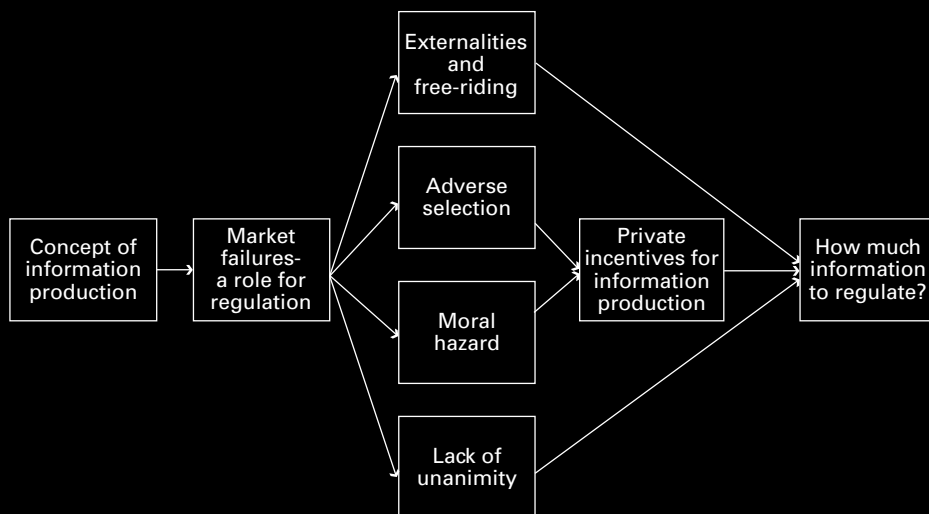 Concept of
information
production
Market
failures-
a role for
regulation
Externalities
and
free-riding
Adverse
selection
Moral
hazard
Lack of
unanimity
Private
incentives for
information
production
How much
information
to regulate?